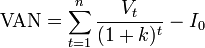 VAN = \sum_{t=1}^{n} \frac{V_t}{(1+k)^t} - I_0